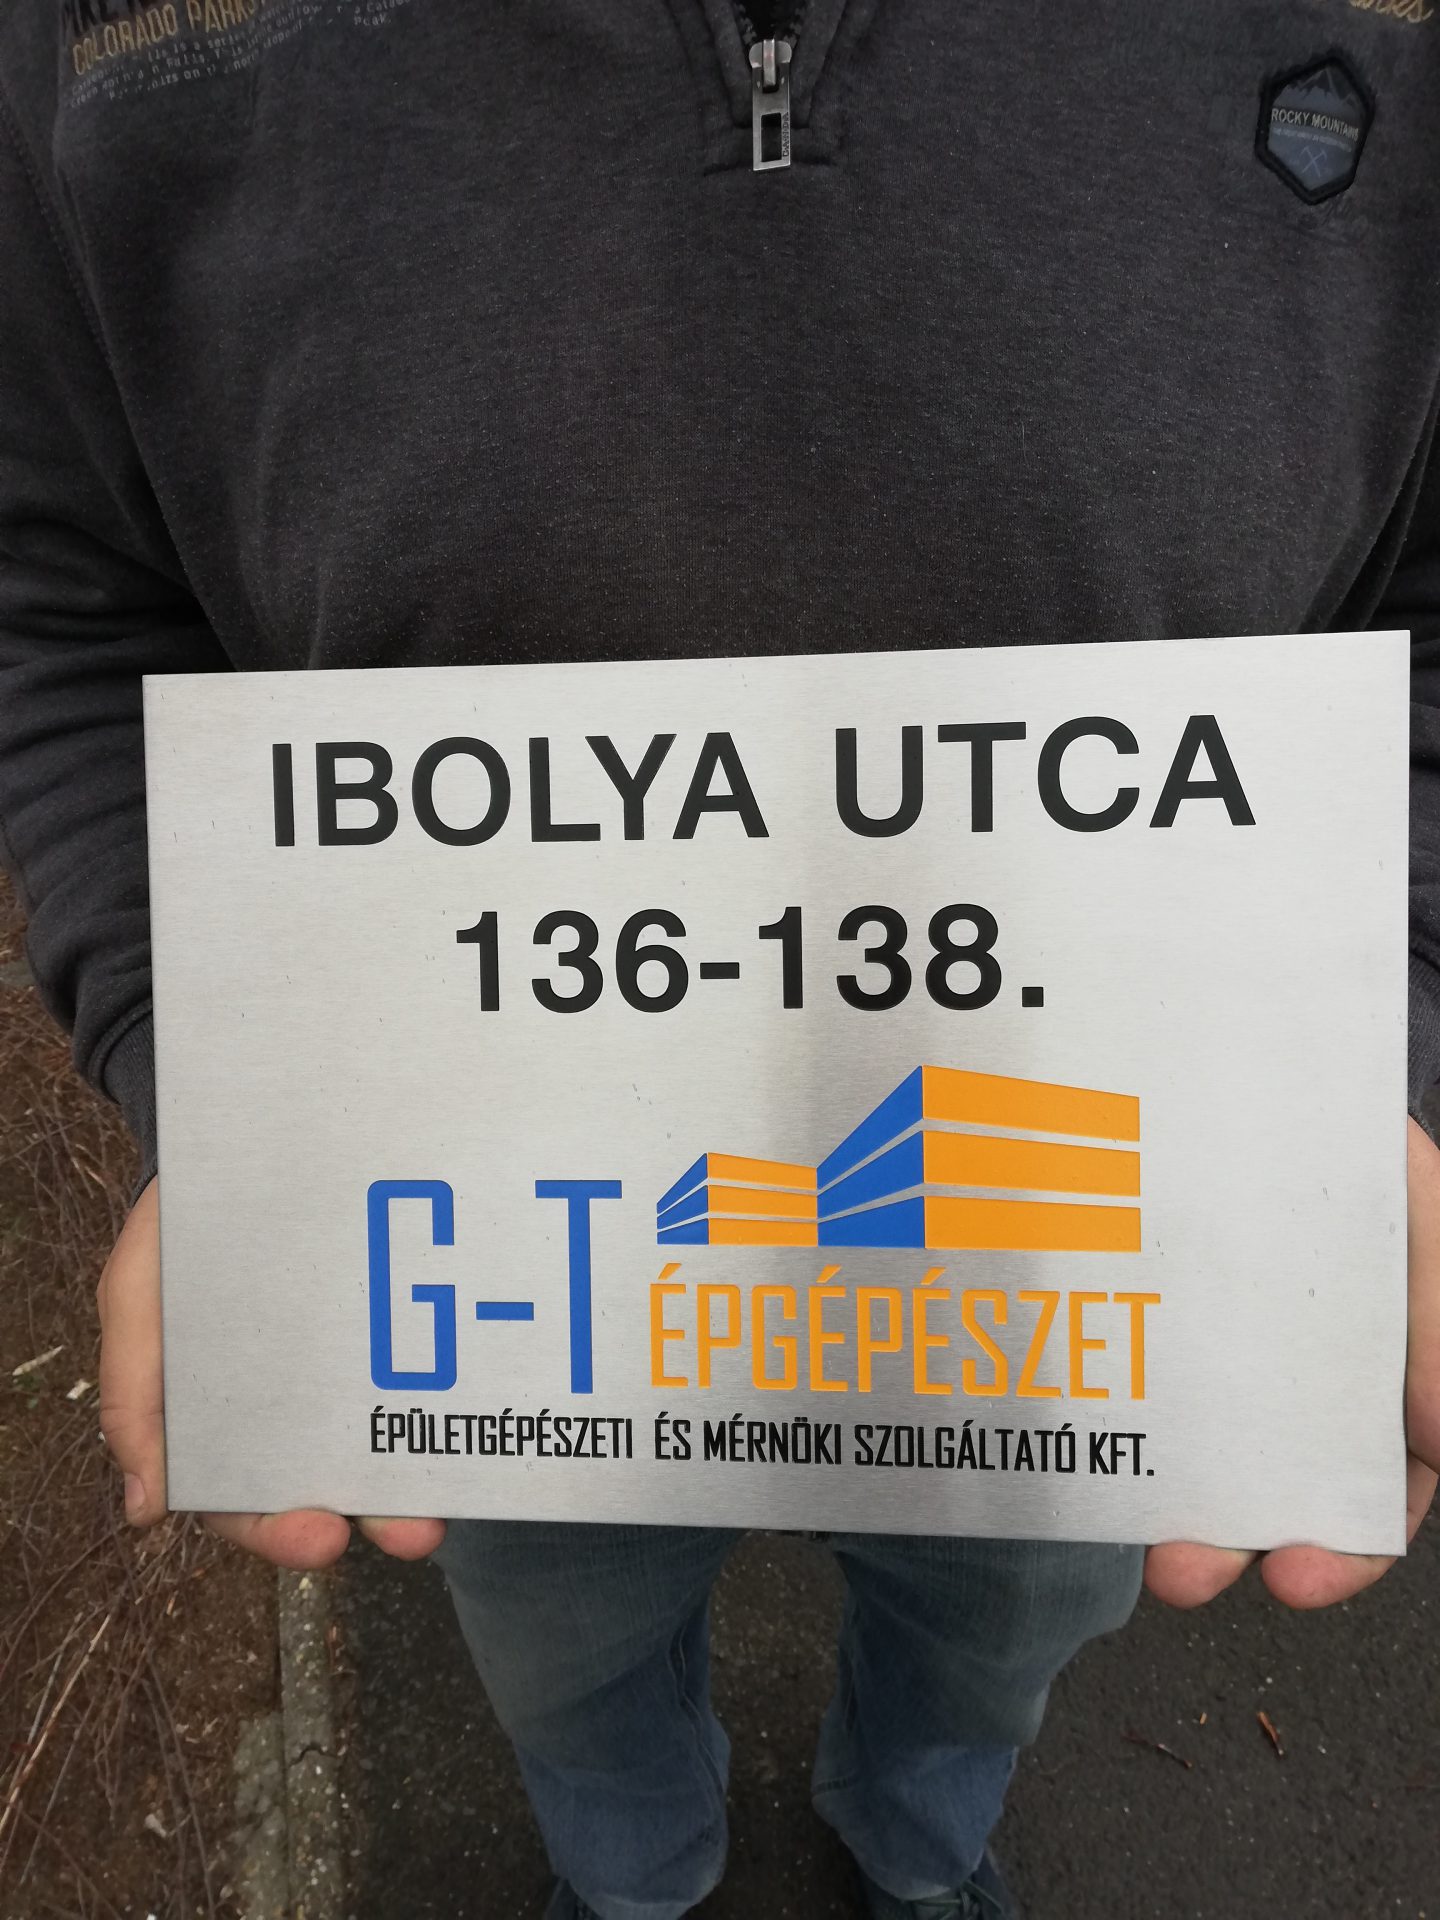 COLORADO PARKS
ROCKY MOUNTAINS
IBOLYA UTCA
136-138.
G-T ÉPGÉPÉSZET
ÉPÜLETGÉPÉSZETI ÉS MÉRNÖKI SZOLGÁLTATÓ KFT.